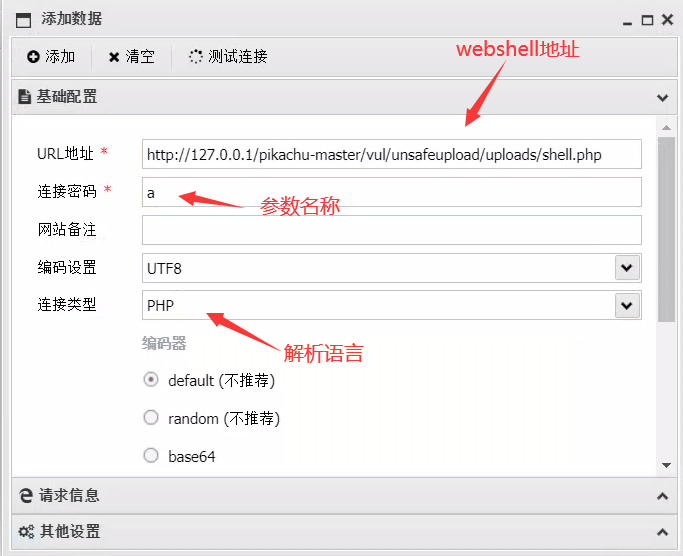 添加数据
添加 清空 测试连接
webshell地址
基础配置
URL地址 * http://127.0.0.1/pikachu-master/vul/unsafeupload/uploads/shell.php
连接密码 * a
参数名称
网站备注
编码设置 UTF8
连接类型 PHP
解析语言
编码器
default (不推荐)
random (不推荐)
base64
请求信息
其他设置